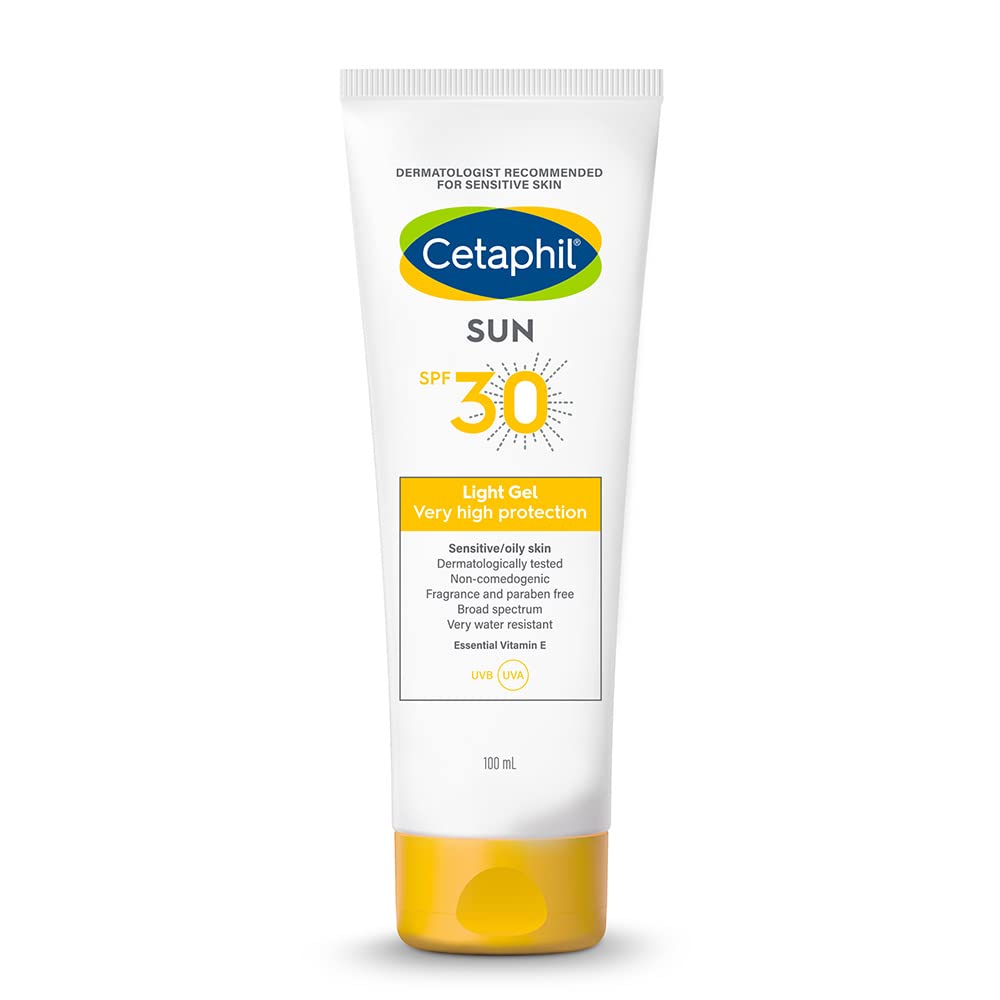 DERMATOLOGIST RECOMMENDED
FOR SENSITIVE SKIN
Cetaphil®
SUN
SPF 30
Light Gel
Very high protection
Sensitive/oily skin
Dermatologically tested
Non-comedogenic
Fragrance and paraben free
Broad spectrum
Very water resistant
Essential Vitamin E
UVB UVA
100 mL